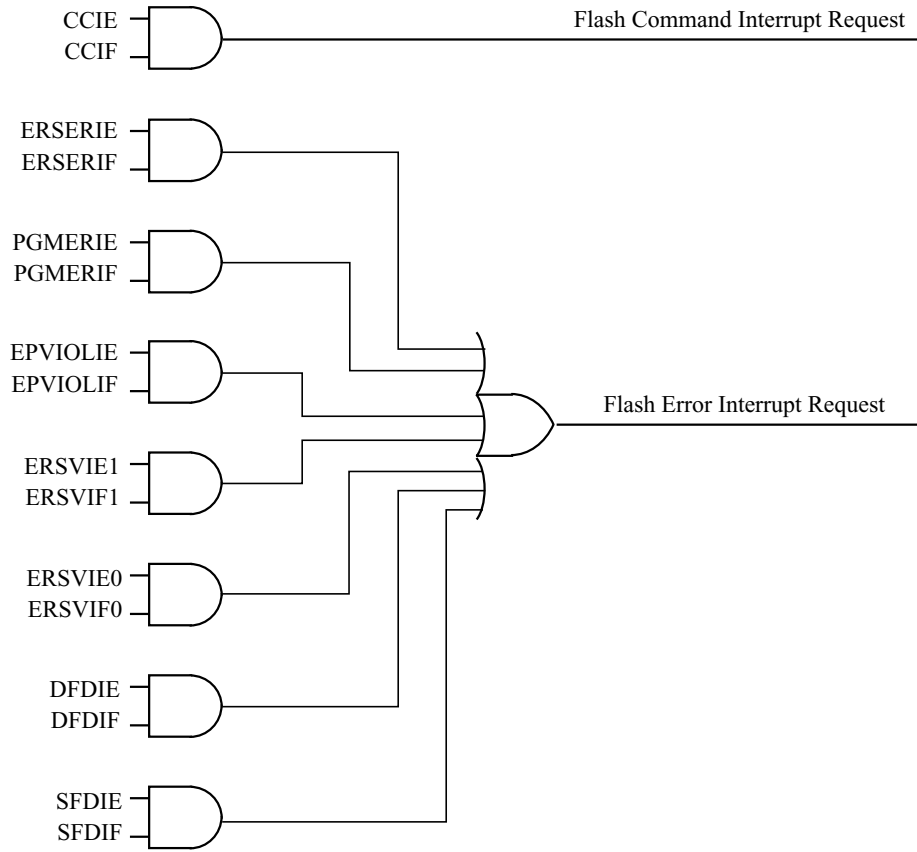 CCIE
CCIF
Flash Command Interrupt Request
ERSERIE
ERSERIF
PGMERIE
PGMERIF
EPVIOLIE
EPVIOLIF
Flash Error Interrupt Request
ERSVIE1
ERSVIF1
ERSVIE0
ERSVIF0
DFDIE
DFDIF
SFDIE
SFDIF